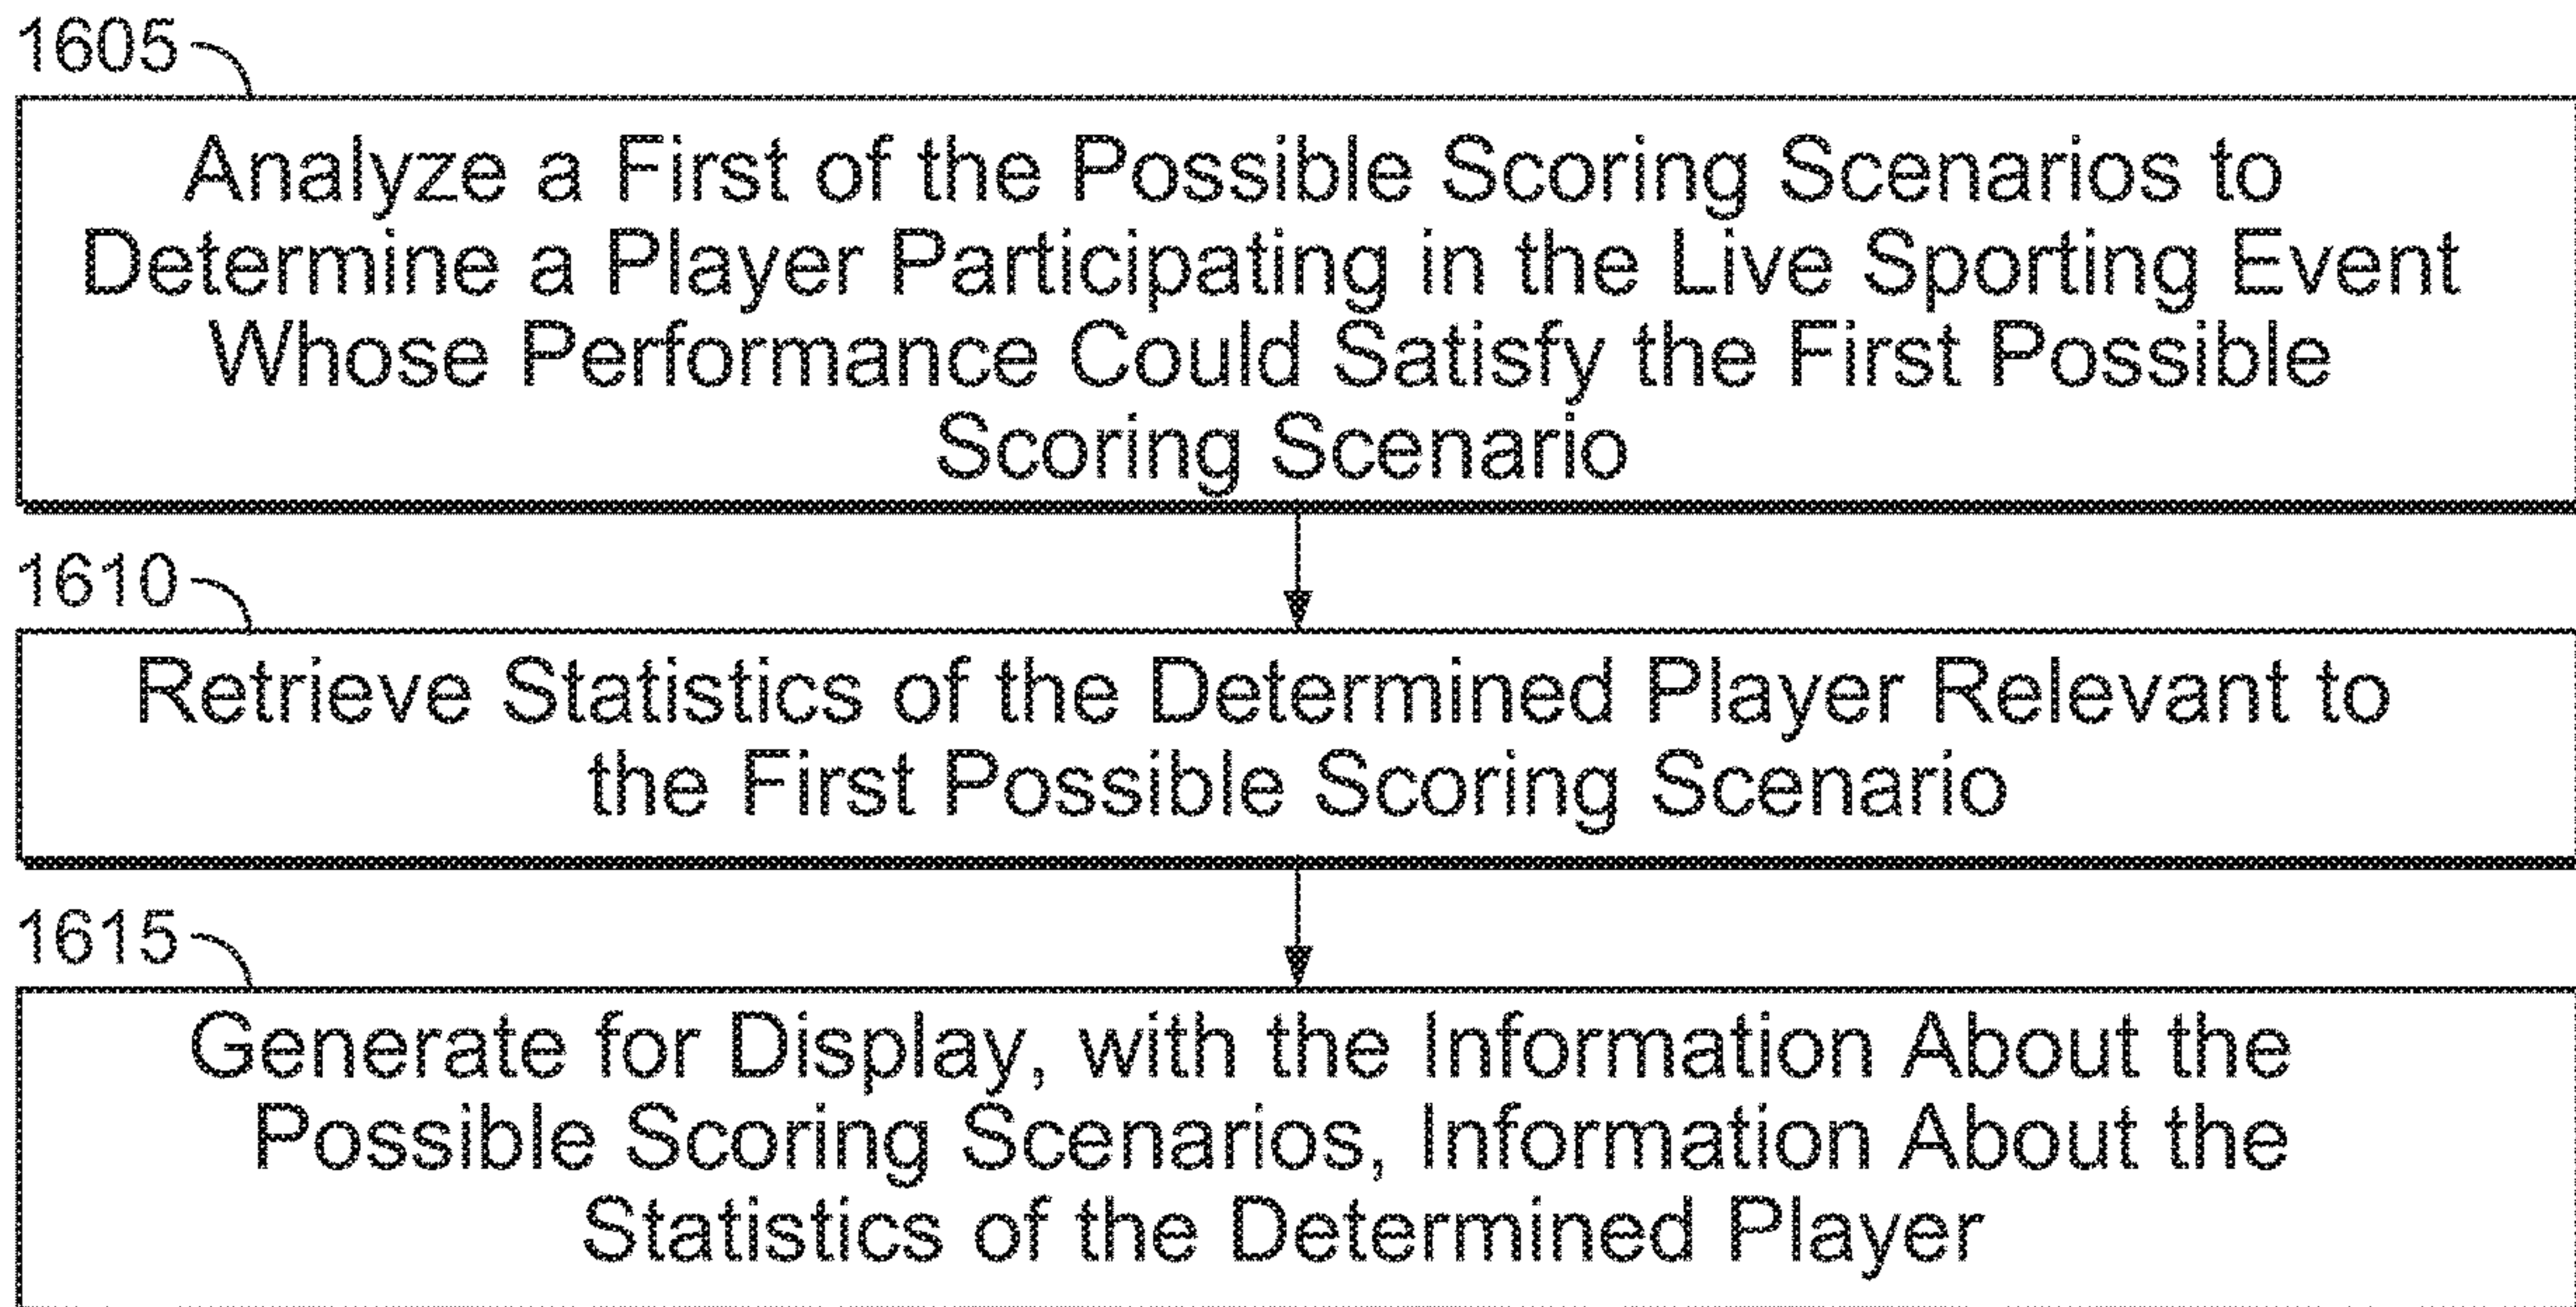 1605
Analyze a First of the Possible Scoring Scenarios to
Determine a Player Participating in the Live Sporting Event
Whose Performance Could Satisfy the First Possible
Scoring Scenario
1610
Retrieve Statistics of the Determined Player Relevant to
the First Possible Scoring Scenario
1615
Generate for Display, with the Information About the
Possible Scoring Scenarios, Information About the
Statistics of the Determined Player